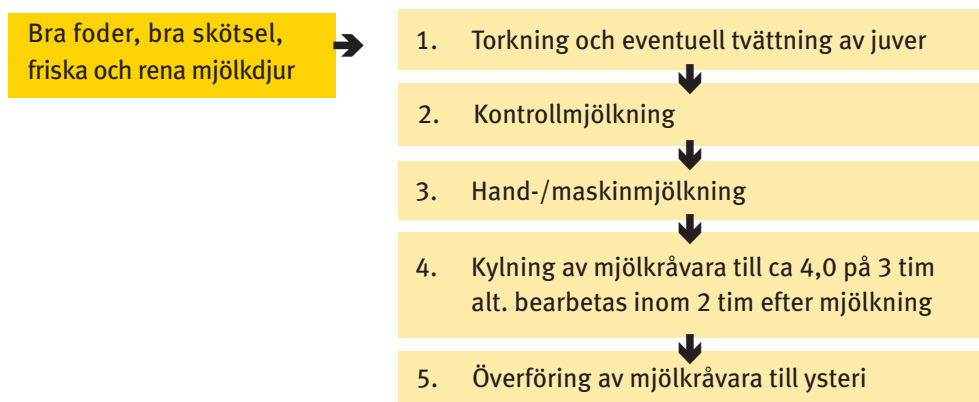 Bra foder, bra skötsel,
friska och rena mjölkdjur
1. Torkning och eventuell tvättning av juver
2. Kontrollmjölkning
3. Hand-/maskinmjölkning
4. Kylning av mjölkråvara till ca 4,0 på 3 tim
alt. bearbetas inom 2 tim efter mjölkning
5. Överföring av mjölkråvara till ysteri